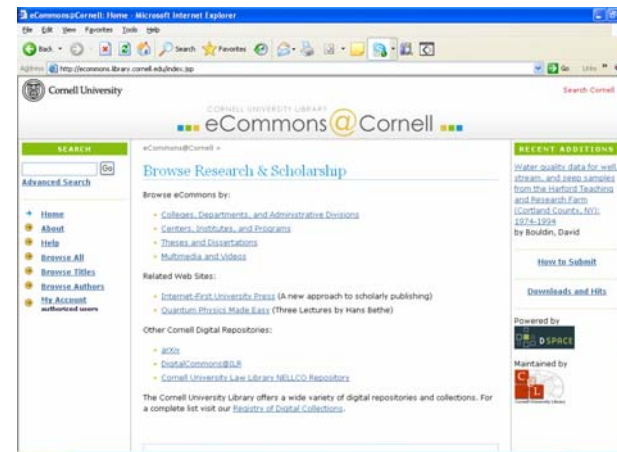 eCommons@Cornell: Home - Microsoft Internet Explorer
File Edit View Favorites Tools Help
Back Search Favorites
Address http://ecommons.library.cornell.edu/index.jsp Go Links
Cornell University
Search Cornell
CORNELL UNIVERSITY LIBRARY
eCommons@Cornell
SEARCH
Go
Advanced Search
Home
About
Help
Browse All
Browse Titles
Browse Authors
My Account
authorized users
eCommons@Cornell >
Browse Research & Scholarship
Browse eCommons by:
Colleges, Departments, and Administrative Divisions
Centers, Institutes, and Programs
Theses and Dissertations
Multimedia and Videos
Related Web Sites:
Internet-First University Press (A new approach to scholarly publishing)
Quantum Physics Made Easy (Three Lectures by Hans Bethe)
Other Cornell Digital Repositories:
arXiv
DigitalCommons@ILR
Cornell University Law Library NELLCO Repository
The Cornell University Library offers a wide variety of digital repositories and collections. For
a complete list visit our Registry of Digital Collections.
RECENT ADDITIONS
Water quality data for well,
stream, and seep samples
from the Harford Teaching
and Research Farm
(Cortland County, NY):
1974-1994
by Bouldin, David
How to Submit
Downloads and Hits
Powered by
DSPACE
Maintained by
C
L
Cornell University Library